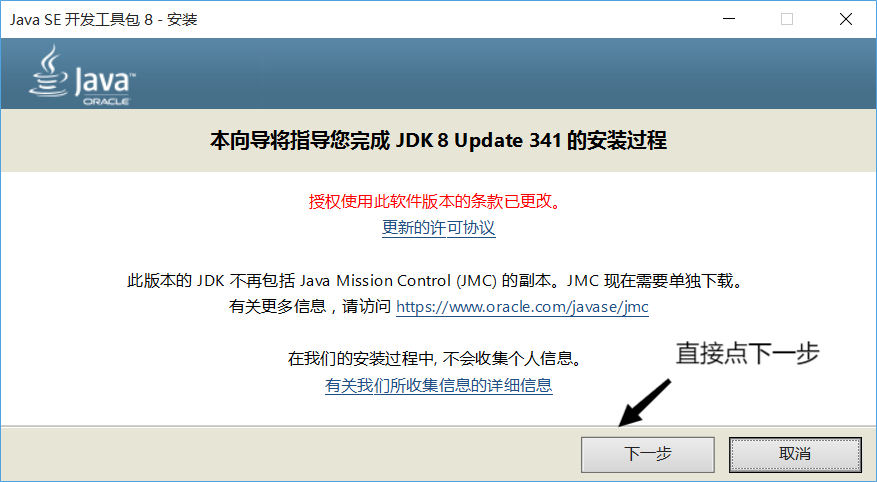 Java SE 开发工具包 8 - 安装
Java™
ORACLE
本向导将指导您完成 JDK 8 Update 341 的安装过程
授权使用此软件版本的条款已更改。
更新的许可协议
此版本的 JDK 不再包括 Java Mission Control (JMC) 的副本。JMC 现在需要单独下载。
有关更多信息，请访问 https://www.oracle.com/javase/jmc
在我们的安装过程中, 不会收集个人信息。
有关我们所收集信息的详细信息
直接点下一步
下一步
取消